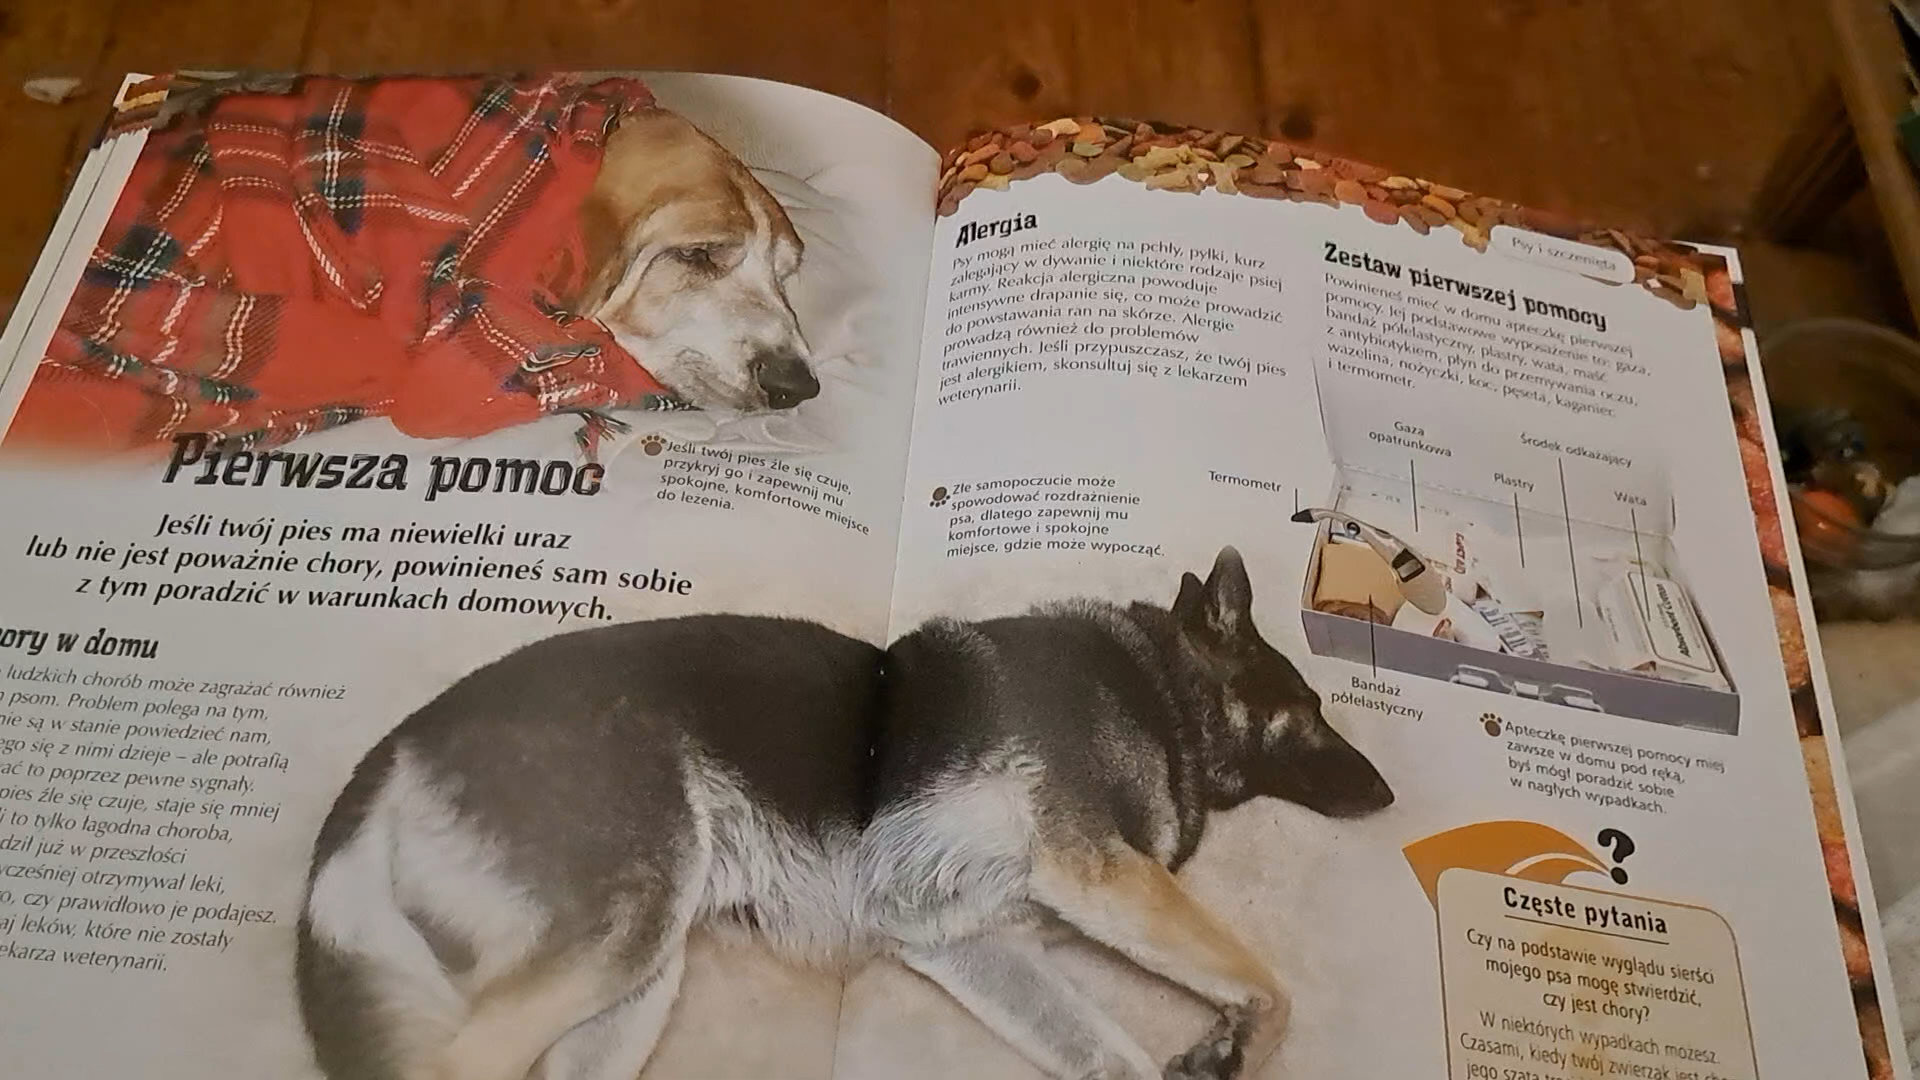 Pierwsza pomoc
Jeśli twój pies źle się czuje,
przykryj go i zapewnij mu
spokojne, komfortowe miejsce
do leżenia.
Jeśli twój pies ma niewielki uraz
lub nie jest poważnie chory, powinieneś sam sobie
z tym poradzić w warunkach domowych.
w domu
ludzkich chorób może zagrażać również
psom. Problem polega na tym,
nie są w stanie powiedzieć nam,
się z nimi dzieje – ale potrafią
to poprzez pewne sygnały.
pies źle się czuje, staje się mniej
to tylko łagodna choroba,
już w przeszłości
otrzymywał leki,
czy prawidłowo je podajesz.
leków, które nie zostały
weterynarii.
Psy i szczenięta
Alergia
Psy mogą mieć alergię na pchły, pyłki, kurz
zalegający w dywanie i niektóre rodzaje psiej
karmy. Reakcja alergiczna powoduje
intensywne drapanie się, co może prowadzić
do powstawania ran na skórze. Alergie
prowadzą również do problemów
trawiennych. Jeśli przypuszczasz, że twój pies
jest alergikiem, skonsultuj się z lekarzem
weterynarii.
Złe samopoczucie może
spowodować rozdrażnienie
psa, dlatego zapewnij mu
komfortowe i spokojne
miejsce, gdzie może wypocząć.
Zestaw pierwszej pomocy
Powinieneś mieć w domu apteczkę pierwszej
pomocy. Jej podstawowe wyposażenie to: gaza,
bandaż półelastyczny, plastry, wata, maść
z antybiotykiem, płyn do przemywania oczu,
wazelina, nożyczki, koc, pęseta, kaganiec
i termometr.
Termometr
Gaza
opatrunkowa
Plastry
Środek odkażający
Wata
Absorbent Cotton
Bandaż
półelastyczny
Apteczkę pierwszej pomocy miej
zawsze w domu pod ręką,
byś mógł poradzić sobie
w nagłych wypadkach.
?
Częste pytania
Czy na podstawie wyglądu sierści
mojego psa mogę stwierdzić,
czy jest chory?
W niektórych wypadkach możesz.
Czasami, kiedy twój zwierzak jest
jego szata